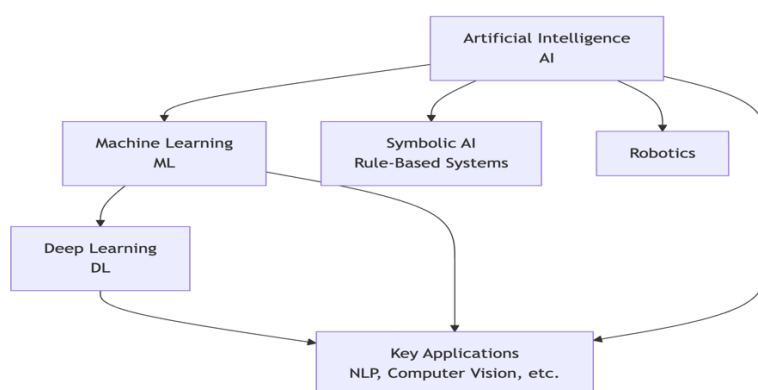 Artificial Intelligence
AI
Machine Learning
ML
Symbolic AI
Rule-Based Systems
Robotics
Deep Learning
DL
Key Applications
NLP, Computer Vision, etc.